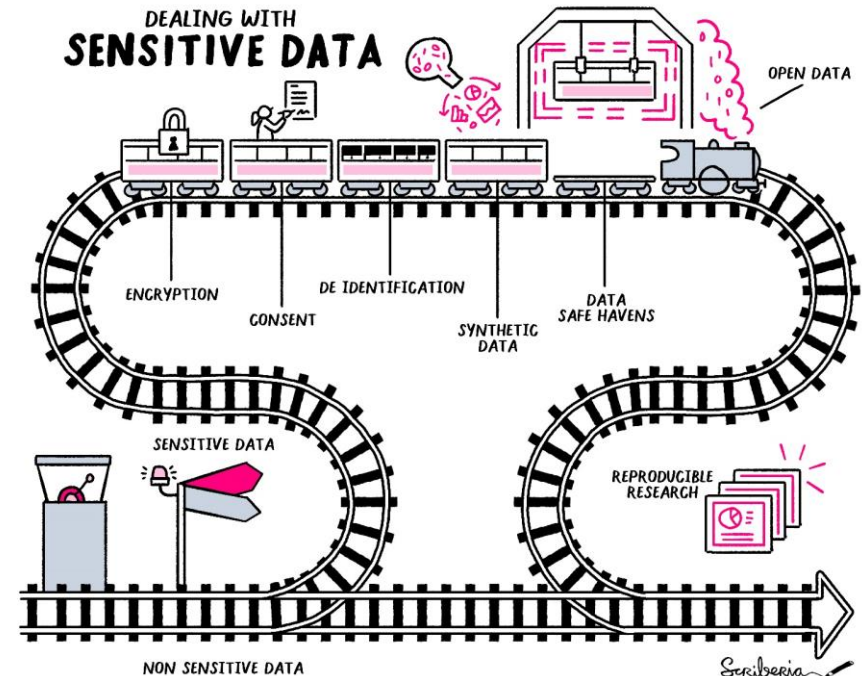 DEALING WITH
SENSITIVE DATA
OPEN DATA
ENCRYPTION
CONSENT
DE IDENTIFICATION
SYNTHETIC
DATA
DATA
SAFE HAVENS
SENSITIVE DATA
REPRODUCIBLE
RESEARCH
NON SENSITIVE DATA
Scriberia